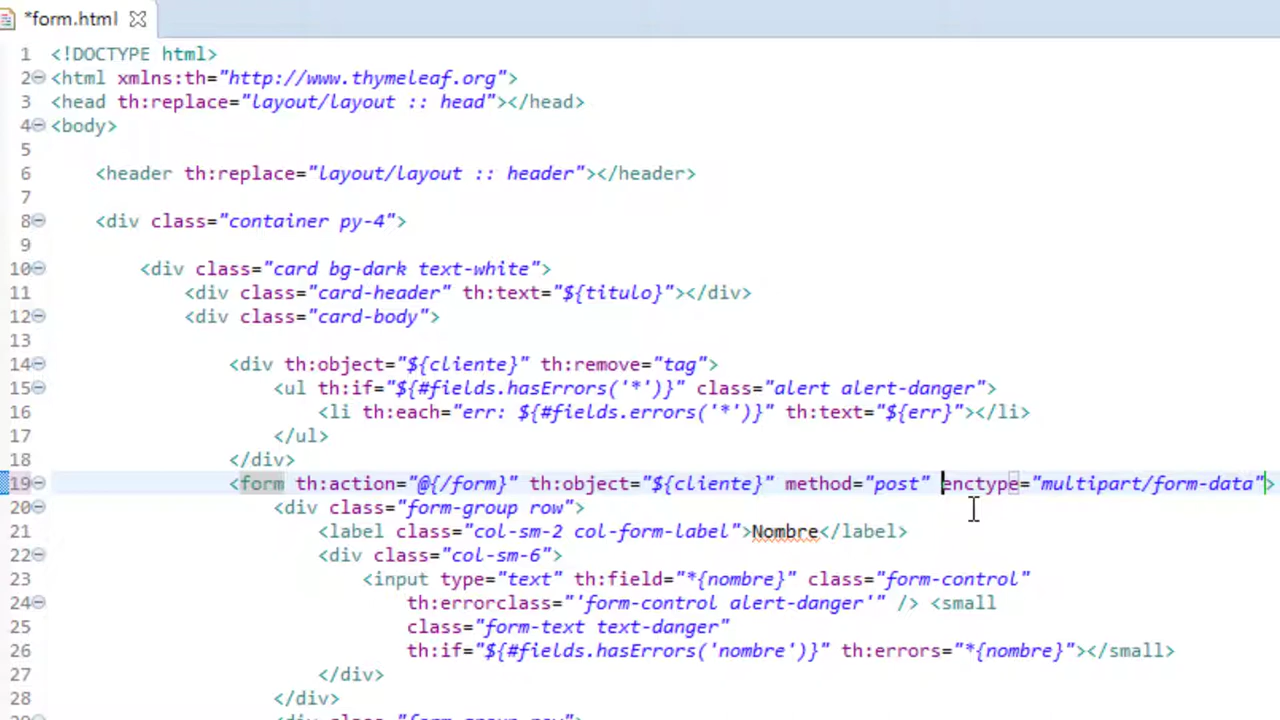 *form.html
1 <!DOCTYPE html>
2 <html xmlns:th="http://www.thymeleaf.org">
3 <head th:replace="layout/layout :: head"></head>
4 <body>
5
6 <header th:replace="layout/layout :: header"></header>
7
8 <div class="container py-4">
9
10 <div class="card bg-dark text-white">
11 <div class="card-header" th:text="${titulo}"></div>
12 <div class="card-body">
13
14 <div th:object="${cliente}" th:remove="tag">
15 <ul th:if="${#fields.hasErrors('*')}" class="alert alert-danger">
16 <li th:each="err: ${#fields.errors('*')}" th:text="${err}"></li>
17 </ul>
18 </div>
19 <form th:action="@{/form}" th:object="${cliente}" method="post" enctype="multipart/form-data">
20 <div class="form-group row">
21 <label class="col-sm-2 col-form-label">Nombre</label>
22 <div class="col-sm-6">
23 <input type="text" th:field="*{nombre}" class="form-control"
24 th:errorclass="'form-control alert-danger'" /> <small
25 class="form-text text-danger"
26 th:if="${#fields.hasErrors('nombre')}" th:errors="*{nombre}"></small>
27 </div>
28 </div>